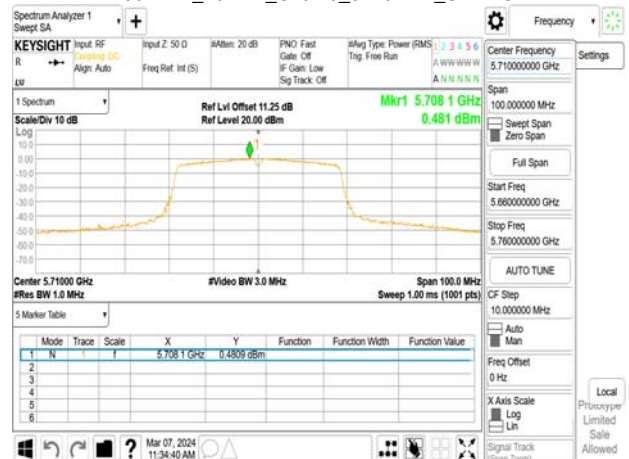 Spectrum Analyzer 1
Swept SA
Frequency
KEYSIGHT
Input: RF
Coupling: DC
Align: Auto
Input Z: 50 Ω
Freq Ref: Int (S)
#Atten: 20 dB
PNO: Fast
Gate: Off
IF Gain: Low
Sig Track: Off
#Avg Type: Power (RMS
Trig: Free Run
1 2 3 4 5 6
A W W W W W
A N N N N N
R
1 Spectrum
Scale/Div 10 dB
Ref Lvl Offset 11.25 dB
Ref Level 20.00 dBm
Mkr1 5.708 1 GHz
0.481 dBm
Log
1
10.0
0.00
-10.0
-20.0
-30.0
-40.0
-50.0
-60.0
-70.0
Center 5.71000 GHz
#Res BW 1.0 MHz
#Video BW 3.0 MHz
Span 100.0 MHz
Sweep 1.00 ms (1001 pts)
5 Marker Table
Mode Trace Scale X Y Function Function Width Function Value
1 N 1 f 5.708 1 GHz 0.4809 dBm
2
3
4
5
6
?
Mar 07, 2024
11:34:40 AM
Center Frequency
5.710000000 GHz
Settings
Span
100.000000 MHz
Swept Span
Zero Span
Full Span
Start Freq
5.660000000 GHz
Stop Freq
5.760000000 GHz
AUTO TUNE
CF Step
10.000000 MHz
Auto
Man
Freq Offset
0 Hz
X Axis Scale
Log
Lin
Signal Track
(Span Zoom)
Local
Prototype
Limited
Sale
Allowed